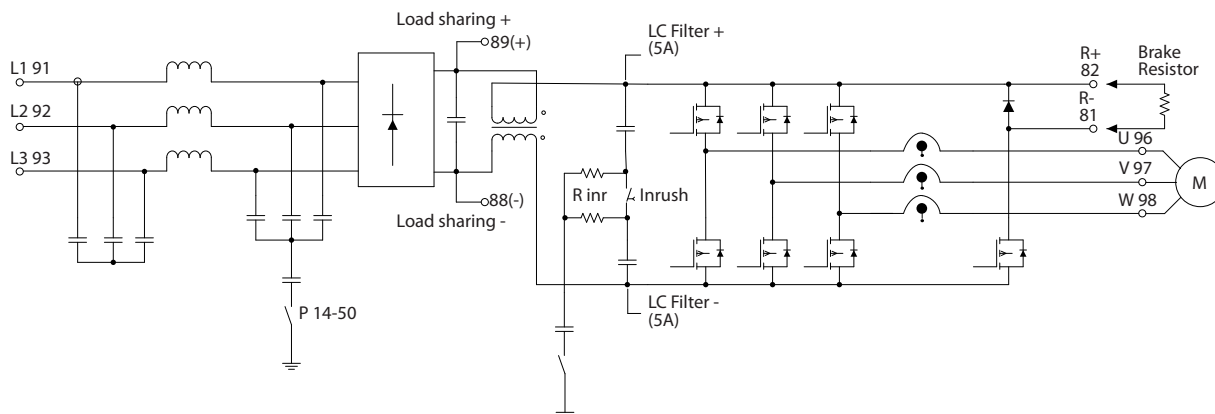 Load sharing +
89(+)
LC Filter +
(5A)
R+
82
Brake
Resistor
L1 91
R-
81
L2 92
U 96
L3 93
V 97
M
R inr
Inrush
88(-)
W 98
Load sharing -
LC Filter -
(5A)
P 14-50